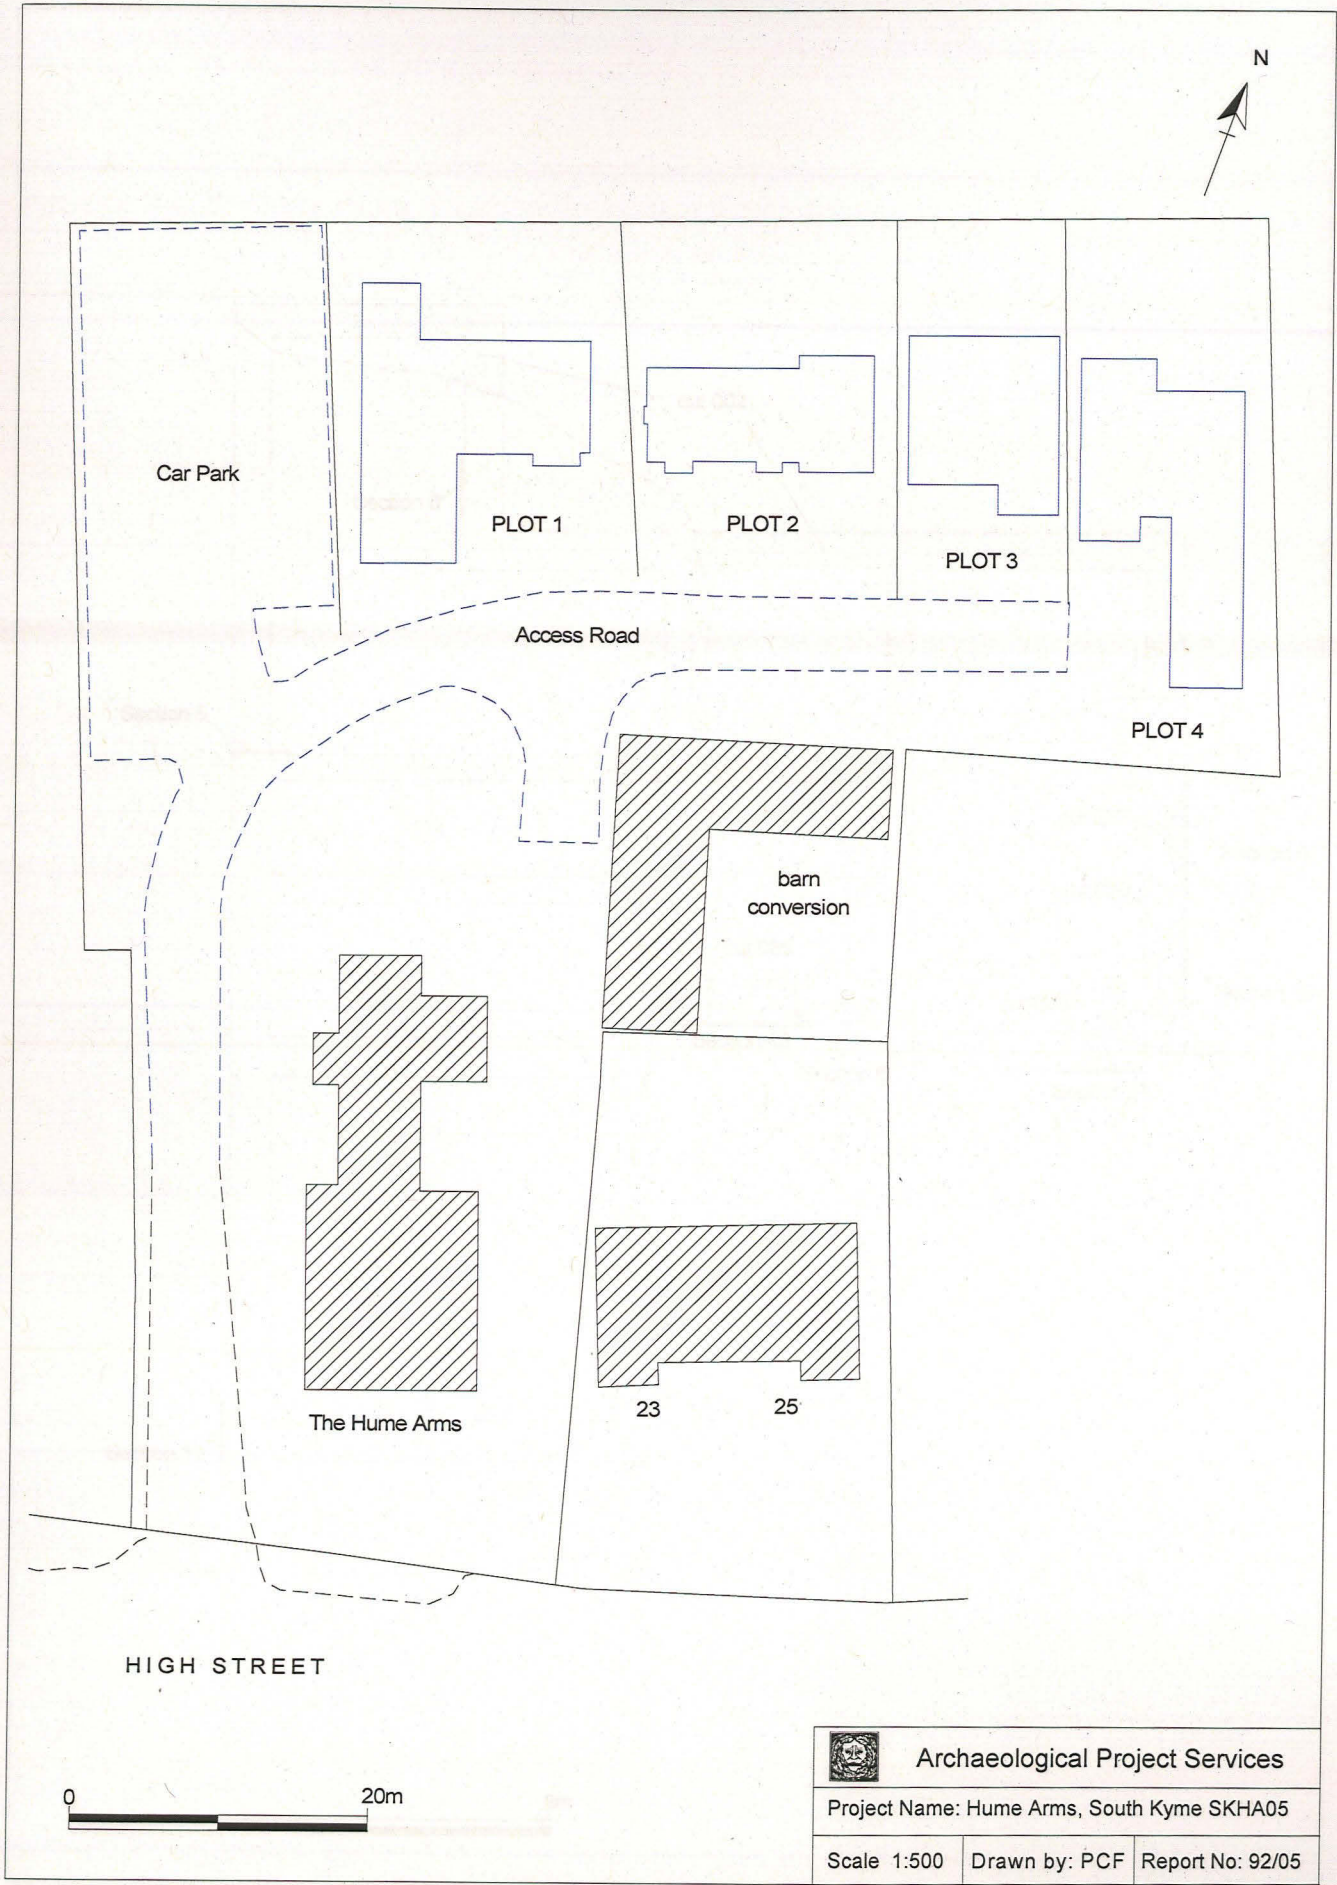 N
Car Park
PLOT 1
PLOT 2
PLOT 3
PLOT 4
Access Road
barn
conversion
The Hume Arms
23
25
HIGH STREET
0
20m
Archaeological Project Services
Project Name: Hume Arms, South Kyme SKHA05
Scale 1:500
Drawn by: PCF
Report No: 92/05